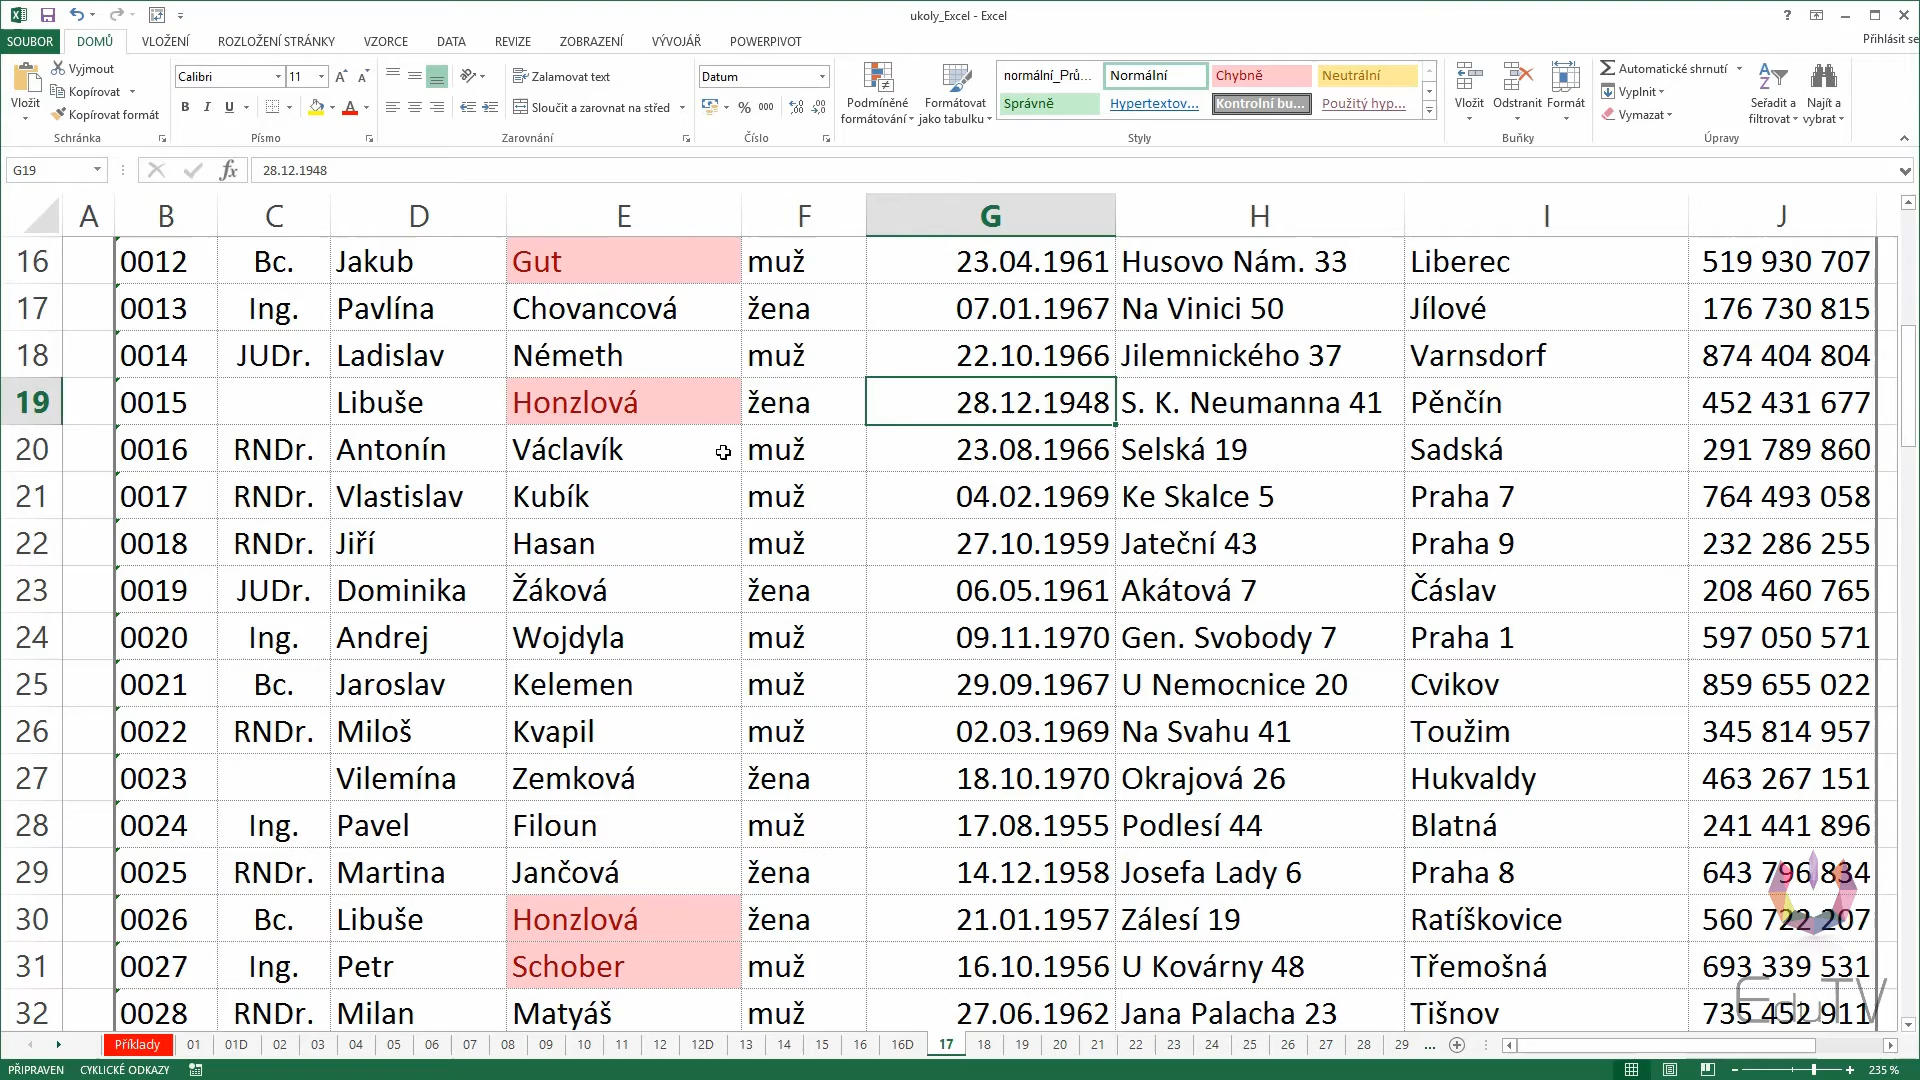 ukoly_Excel - Excel
SOUBOR DOMŮ VLOŽENÍ ROZLOŽENÍ STRÁNKY VZORCE DATA REVIZE ZOBRAZENÍ VÝVOJÁŘ POWERPIVOT Přihlásit se
Vložit
Vyjmout
Kopírovat
Kopírovat formát
Schránka
Calibri 11
B I U
Písmo
Zalamovat text
Sloučit a zarovnat na střed
Zarovnání
Datum
% 000
Číslo
Podmíněné formátování
Formátovat jako tabulku
normální_Prů... Normální Chybně Neutrální
Správně Hypertextov... Kontrolní bu... Použitý hyp...
Styly
Vložit Odstranit Formát
Buňky
Automatické shrnutí
Vyplnit
Vymazat
Seřadit a filtrovat
Najít a vybrat
Úpravy
G19 fx 28.12.1948
A B C D E F G H I J
16 0012 Bc. Jakub Gut muž 23.04.1961 Husovo Nám. 33 Liberec 519 930 707
17 0013 Ing. Pavlína Chovancová žena 07.01.1967 Na Vinici 50 Jílové 176 730 815
18 0014 JUDr. Ladislav Németh muž 22.10.1966 Jilemnického 37 Varnsdorf 874 404 804
19 0015 Libuše Honzlová žena 28.12.1948 S. K. Neumanna 41 Pěnčín 452 431 677
20 0016 RNDr. Antonín Václavík muž 23.08.1966 Selská 19 Sadská 291 789 860
21 0017 RNDr. Vlastislav Kubík muž 04.02.1969 Ke Skalce 5 Praha 7 764 493 058
22 0018 RNDr. Jiří Hasan muž 27.10.1959 Jateční 43 Praha 9 232 286 255
23 0019 JUDr. Dominika Žáková žena 06.05.1961 Akátová 7 Čáslav 208 460 765
24 0020 Ing. Andrej Wojdyla muž 09.11.1970 Gen. Svobody 7 Praha 1 597 050 571
25 0021 Bc. Jaroslav Kelemen muž 29.09.1967 U Nemocnice 20 Cvikov 859 655 022
26 0022 RNDr. Miloš Kvapil muž 02.03.1969 Na Svahu 41 Toužim 345 814 957
27 0023 Vilemína Zemková žena 18.10.1970 Okrajová 26 Hukvaldy 463 267 151
28 0024 Ing. Pavel Filoun muž 17.08.1955 Podlesí 44 Blatná 241 441 896
29 0025 RNDr. Martina Jančová žena 14.12.1958 Josefa Lady 6 Praha 8 643 796 834
30 0026 Bc. Libuše Honzlová žena 21.01.1957 Zálesí 19 Ratíškovice 560 722 207
31 0027 Ing. Petr Schober muž 16.10.1956 U Kovárny 48 Třemošná 693 339 531
32 0028 RNDr. Milan Matyáš muž 27.06.1962 Jana Palacha 23 Tišnov 735 452 911
EduTV
Příklady 01 01D 02 03 04 05 06 07 08 09 10 11 12 12D 13 14 15 16 16D 17 18 19 20 21 22 23 24 25 26 27 28 29 ...
PŘIPRAVEN CYKLICKÉ ODKAZY 235 %